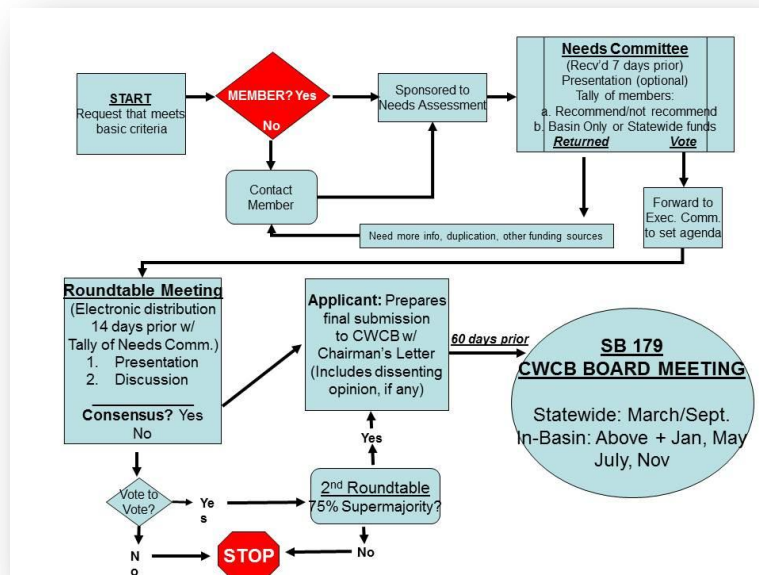 START
Request that meets
basic criteria
MEMBER? Yes
No
Contact
Member
Sponsored to
Needs Assessment
Needs Committee
(Recv'd 7 days prior)
Presentation (optional)
Tally of members:
a. Recommend/not recommend
b. Basin Only or Statewide funds
Returned Vote
Need more info, duplication, other funding sources
Forward to
Exec. Comm.
to set agenda
Roundtable Meeting
(Electronic distribution
14 days prior w/
Tally of Needs Comm.)
1. Presentation
2. Discussion
Consensus? Yes
No
Vote to
Vote?
Ye
s
N
o
STOP
2nd Roundtable
75% Supermajority?
Yes
No
Applicant: Prepares
final submission
to CWCB w/
Chairman's Letter
(Includes dissenting
opinion, if any)
60 days prior
SB 179
CWCB BOARD MEETING
Statewide: March/Sept.
In-Basin: Above + Jan, May
July, Nov